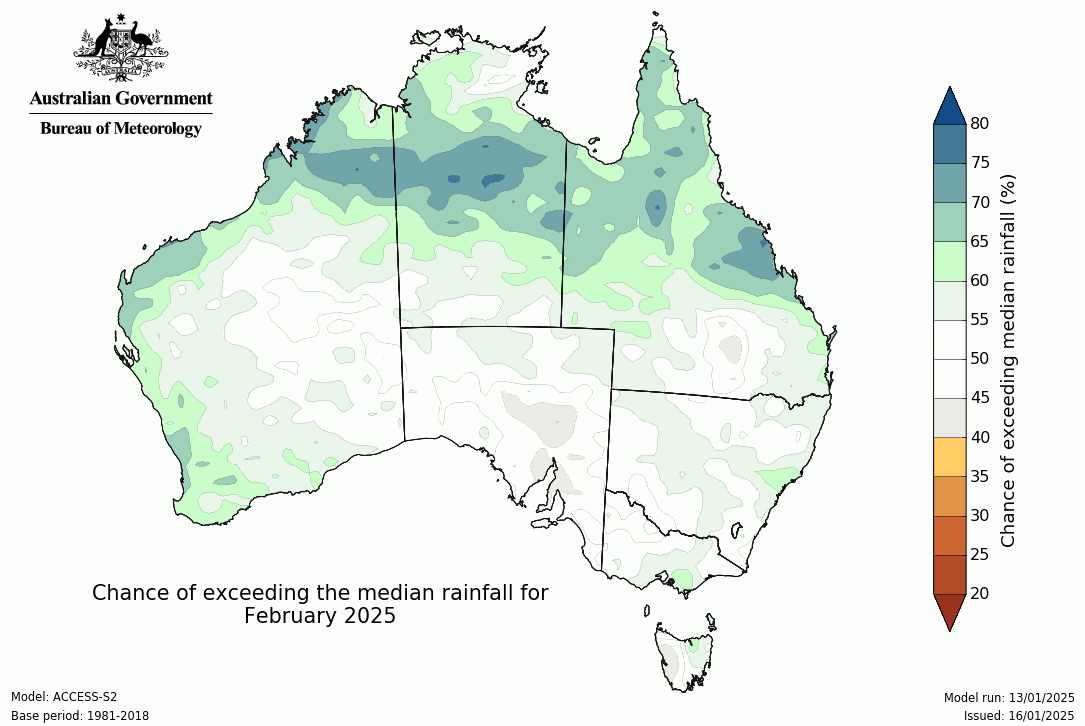 AUSTRALIA
Australian Government
Bureau of Meteorology
80
75
70
65
60
55
50
45
40
35
30
25
20
Chance of exceeding median rainfall (%)
Chance of exceeding the median rainfall for
February 2025
Model: ACCESS-S2
Base period: 1981-2018
Model run: 13/01/2025
Issued: 16/01/2025